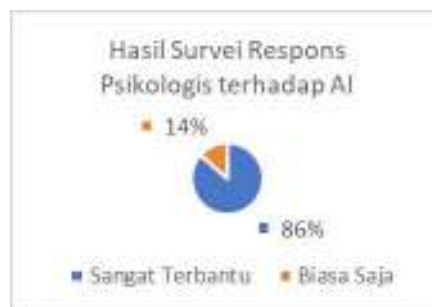 Hasil Survei Respons
Psikologis terhadap AI
14%
86%
Sangat Terbantu Biasa Saja